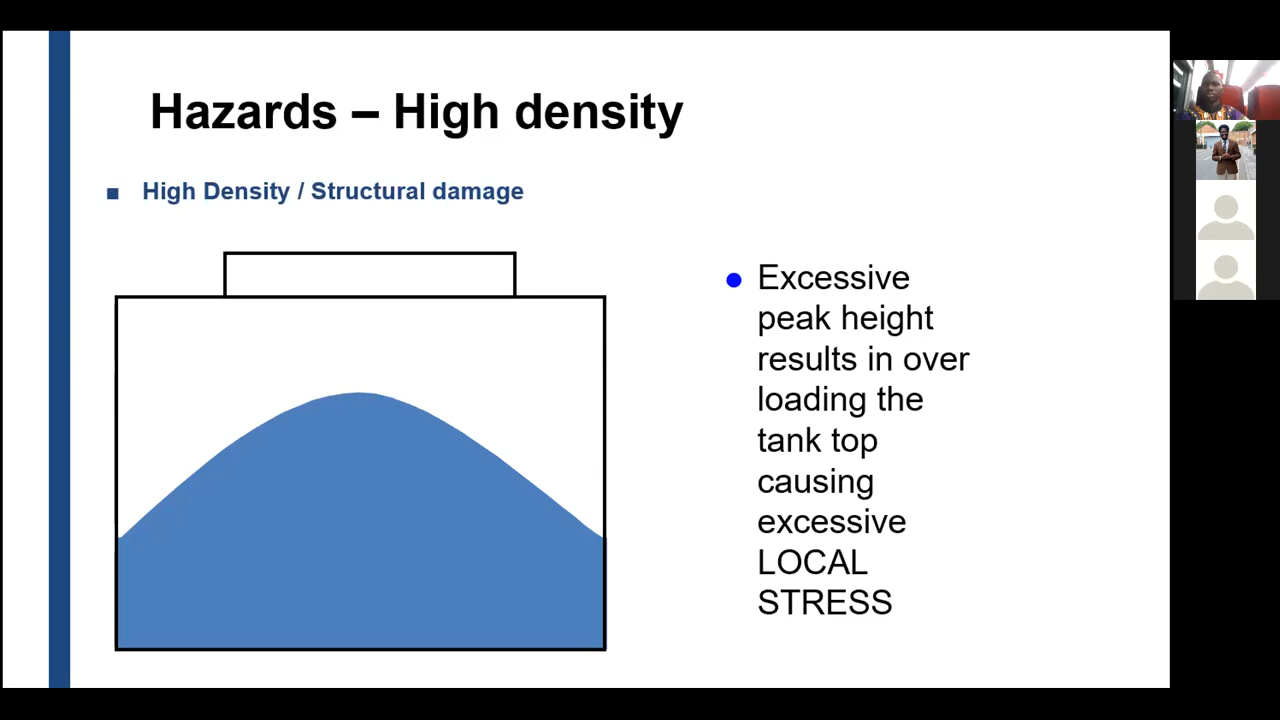 Hazards – High density
High Density / Structural damage
Excessive
peak height
results in over
loading the
tank top
causing
excessive
LOCAL
STRESS